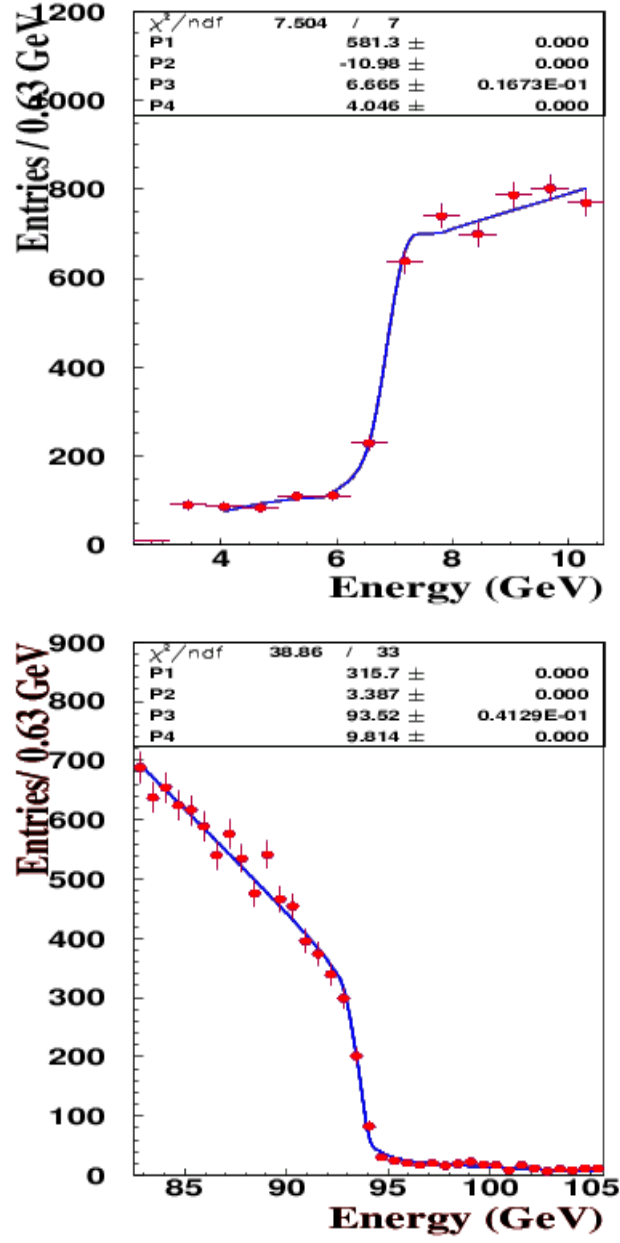 1200
χ²/ndf 7.504 / 7
P1 581.3 ± 0.000
P2 -10.98 ± 0.000
P3 6.665 ± 0.1673E-01
P4 4.046 ± 0.000
Entries / 0.63 GeV
1000
800
600
400
200
0
4 6 8 10
Energy (GeV)
900
χ²/ndf 38.86 / 33
P1 315.7 ± 0.000
P2 3.387 ± 0.000
P3 93.52 ± 0.4129E-01
P4 9.814 ± 0.000
Entries/ 0.63 GeV
800
700
600
500
400
300
200
100
0
85 90 95 100 105
Energy (GeV)